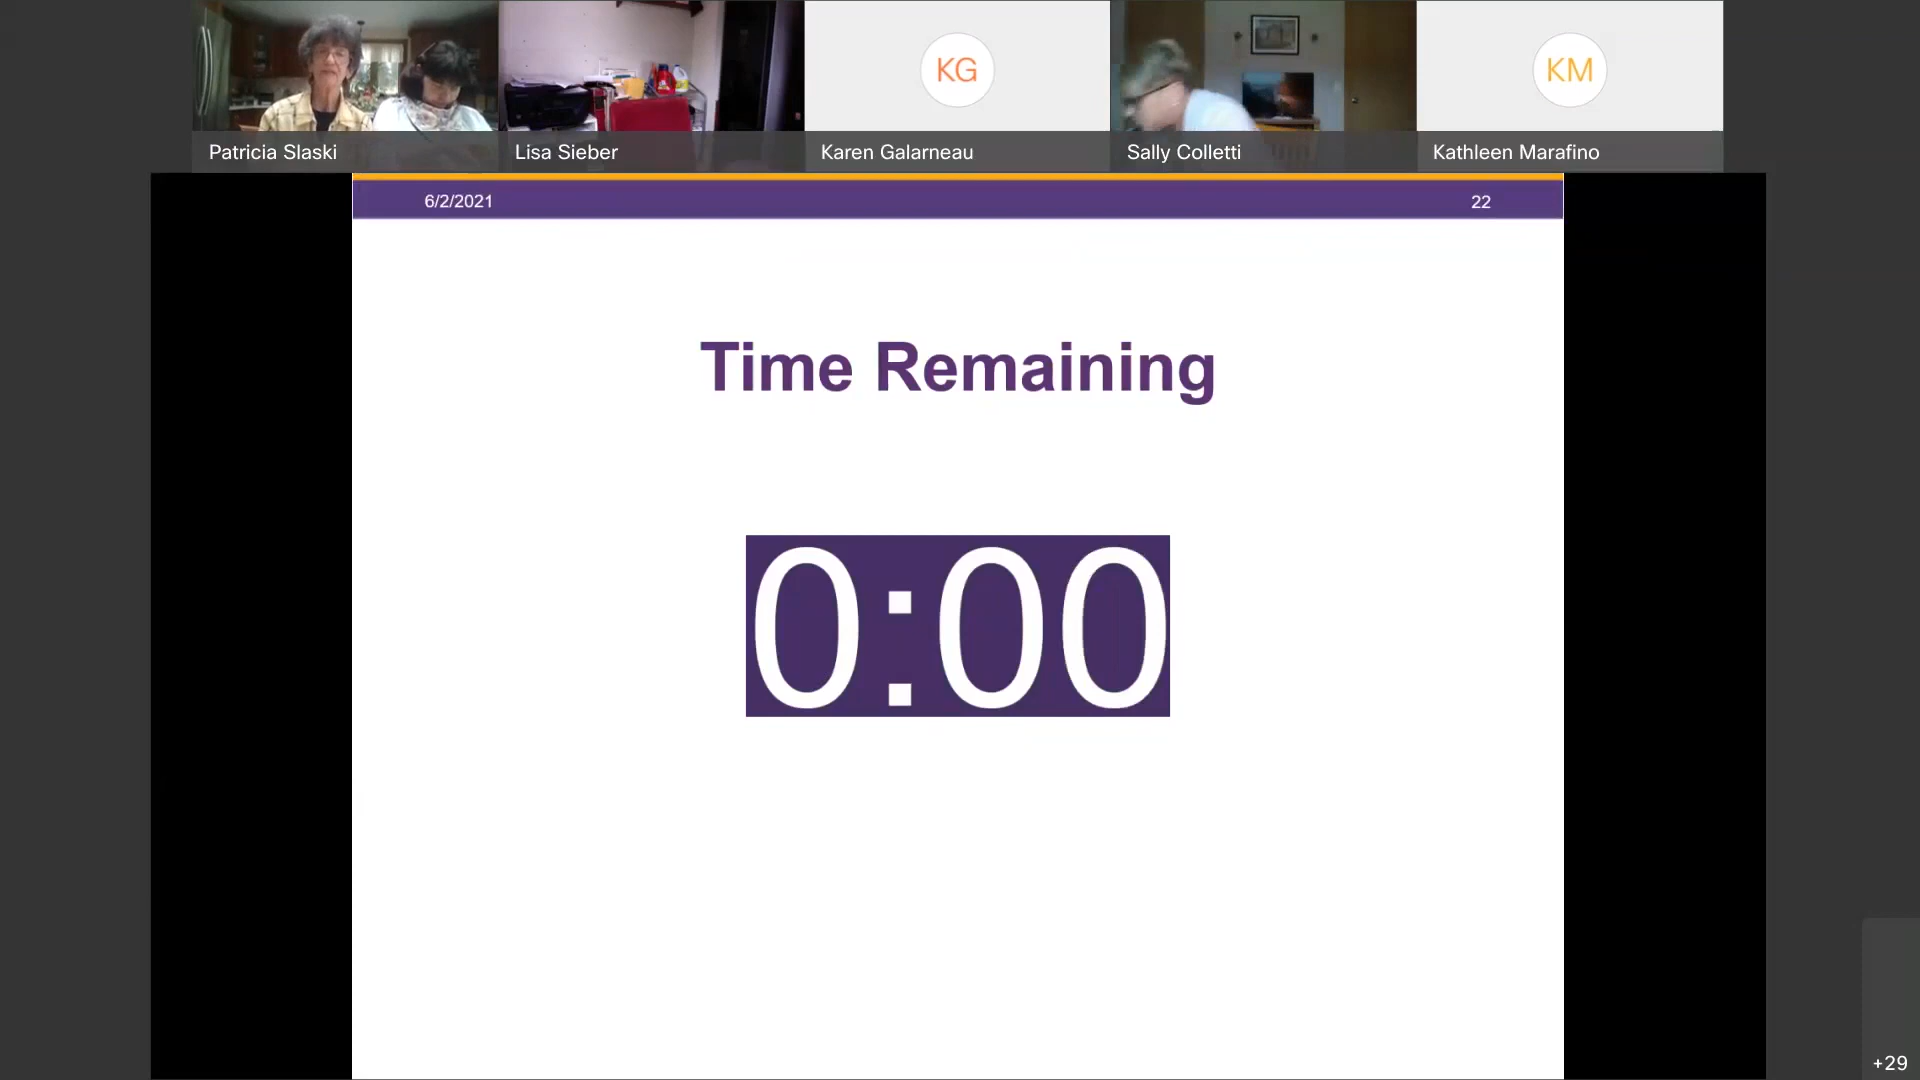 KG
KM
Patricia Slaski
Lisa Sieber
Karen Galarneau
Sally Colletti
Kathleen Marafino
6/2/2021
22
Time Remaining
0:00
+29